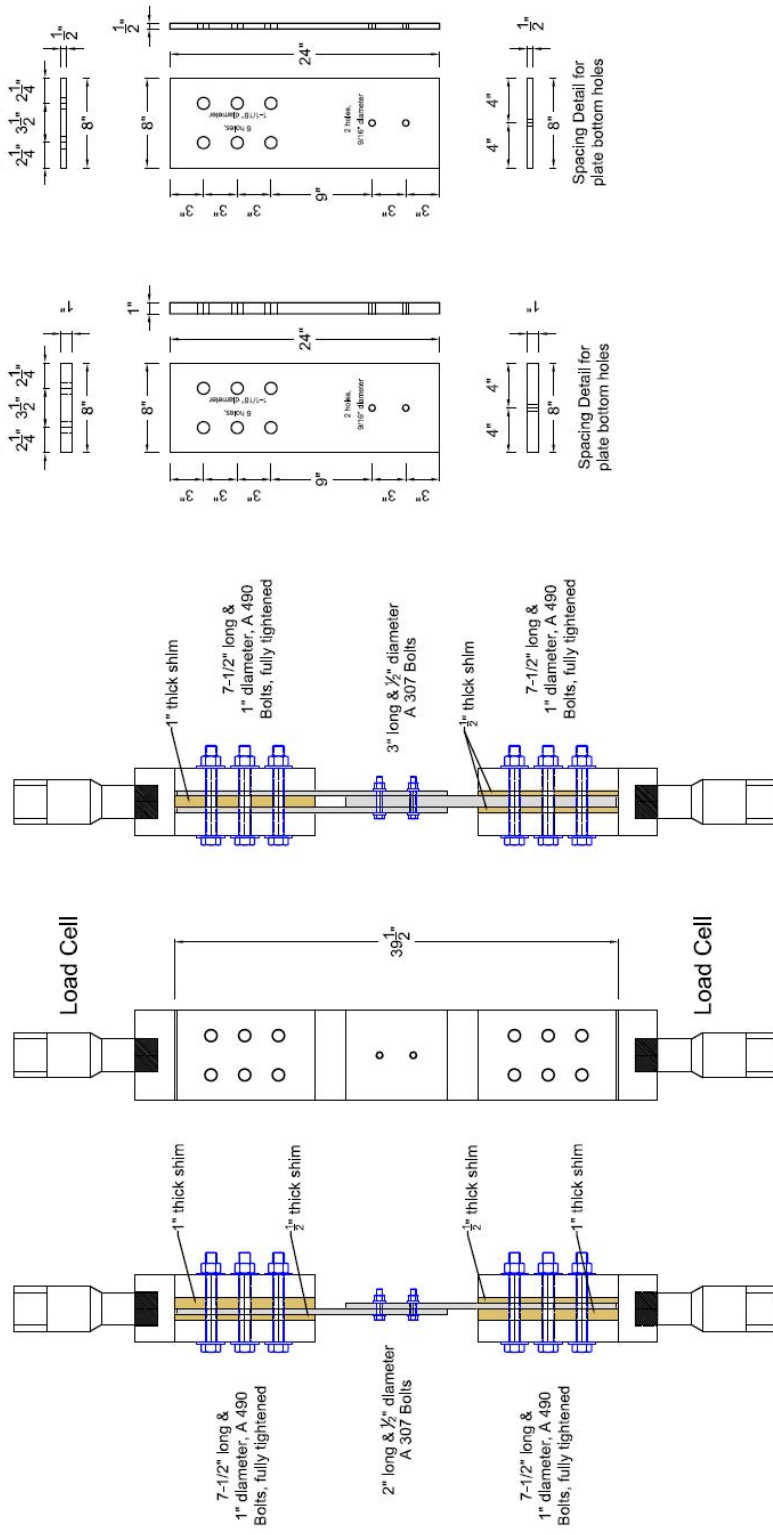 7-1/2" long &
1" diameter, A 490
Bolts, fully tightened
1" thick shim
1/2" thick shim
2" long & ½" diameter
A 307 Bolts
1/2" thick shim
1" thick shim
7-1/2" long &
1" diameter, A 490
Bolts, fully tightened
Load Cell
39 1/2"
Load Cell
1" thick shim
7-1/2" long &
1" diameter, A 490
Bolts, fully tightened
3" long & ½" diameter
A 307 Bolts
1/2" thick shim
7-1/2" long &
1" diameter, A 490
Bolts, fully tightened
2 1/4" 3 1/2" 2 1/4"
1"
8"
8"
1"
3"
3"
3"
9"
3"
3"
6 holes,
1-1/16" diameter
2 holes,
9/16" diameter
24"
4" 4"
1"
8"
Spacing Detail for
plate bottom holes
2 1/4" 3 1/2" 2 1/4"
1/2"
8"
8"
1/2"
3"
3"
3"
9"
3"
3"
6 holes,
1-1/16" diameter
2 holes,
9/16" diameter
24"
4" 4"
1/2"
8"
Spacing Detail for
plate bottom holes